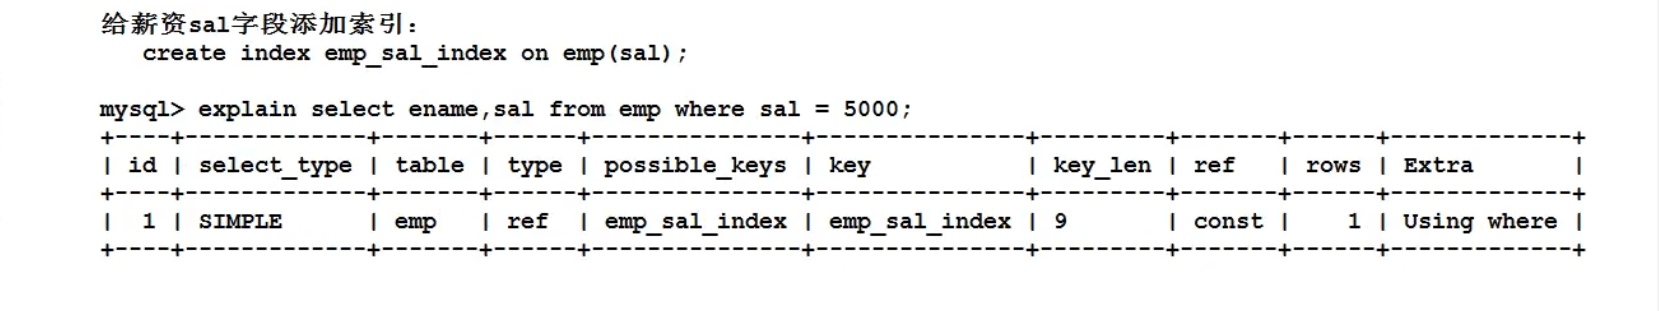 给薪资sal字段添加索引：
create index emp_sal_index on emp(sal);
mysql> explain select ename,sal from emp where sal = 5000;
+----+-------------+-------+------+---------------+---------------+---------+-------+------+-------------+
| id | select_type | table | type | possible_keys | key           | key_len | ref   | rows | Extra       |
+----+-------------+-------+------+---------------+---------------+---------+-------+------+-------------+
| 1 | SIMPLE      | emp   | ref  | emp_sal_index | emp_sal_index | 9       | const |    1 | Using where |
+----+-------------+-------+------+---------------+---------------+---------+-------+------+-------------+